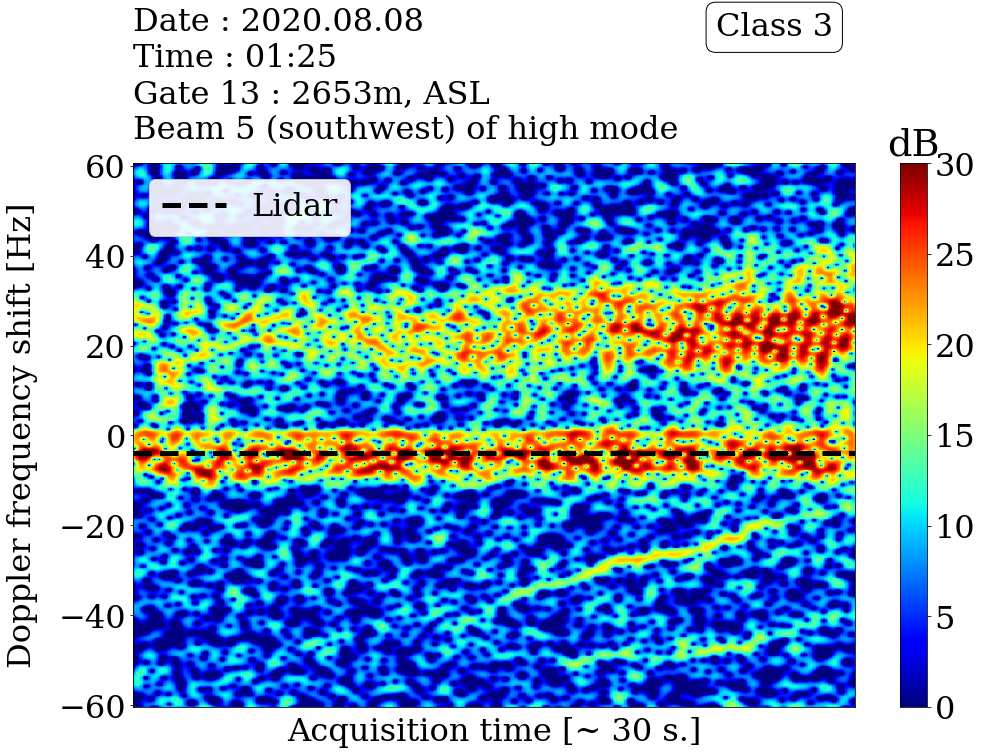 Date : 2020.08.08
Time : 01:25
Gate 13 : 2653m, ASL
Beam 5 (southwest) of high mode
Class 3
dB
Lidar
Doppler frequency shift [Hz]
60
40
20
0
−20
−40
−60
Acquisition time [~ 30 s.]
30
25
20
15
10
5
0